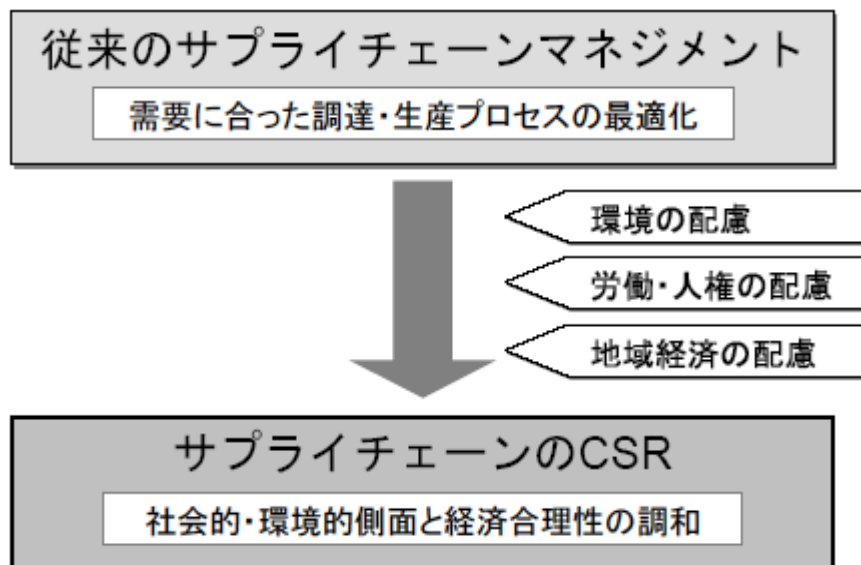 従来のサプライチェーンマネジメント
需要に合った調達・生産プロセスの最適化
環境の配慮
労働・人権の配慮
地域経済の配慮
サプライチェーンのCSR
社会的・環境的側面と経済合理性の調和